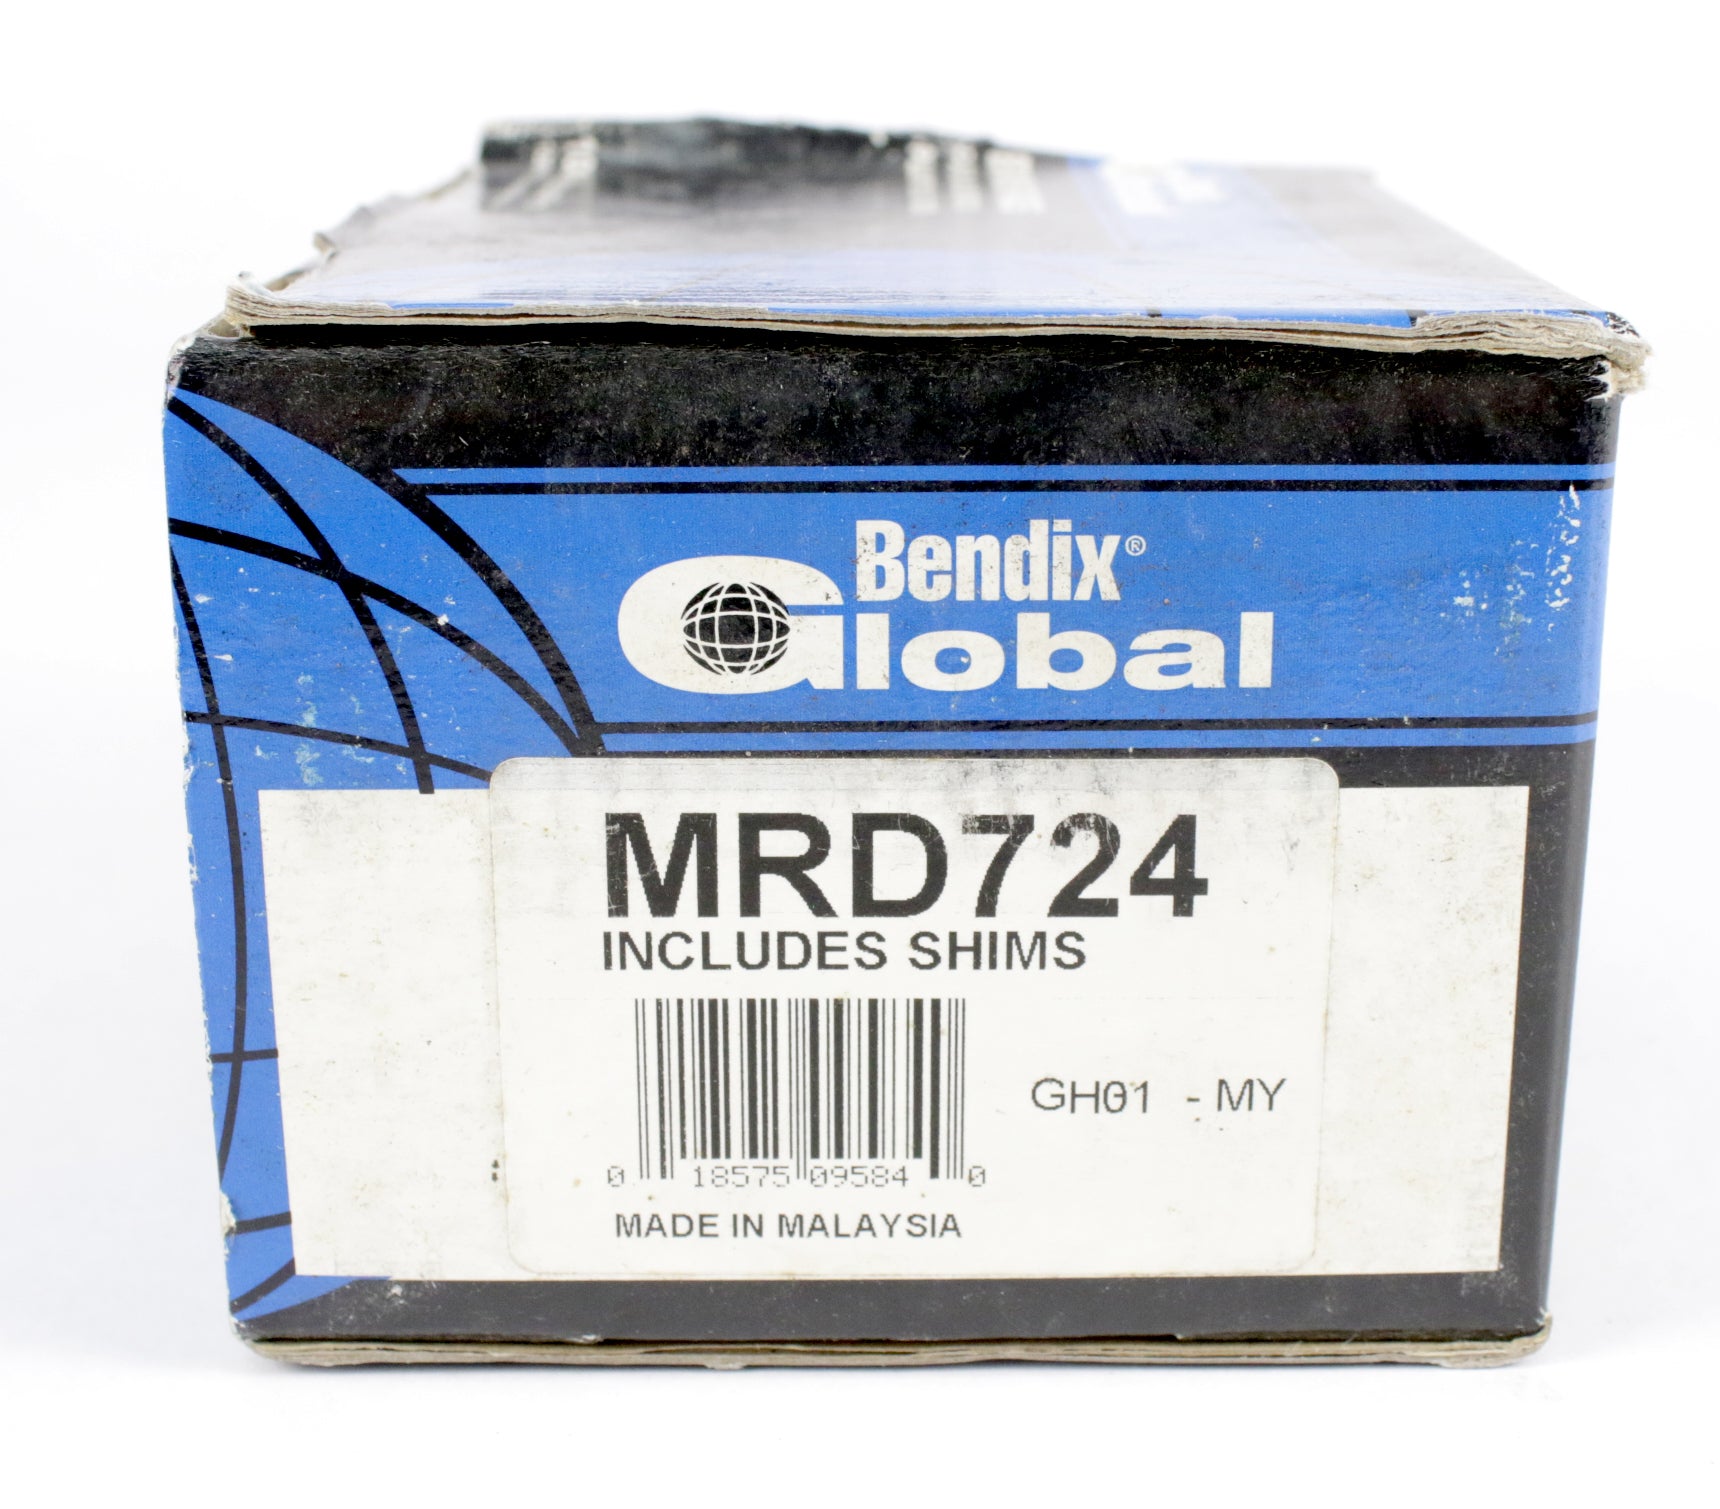 Bendix®
Global
MRD724
INCLUDES SHIMS
GH01 - MY
0 18575 09584 0
MADE IN MALAYSIA